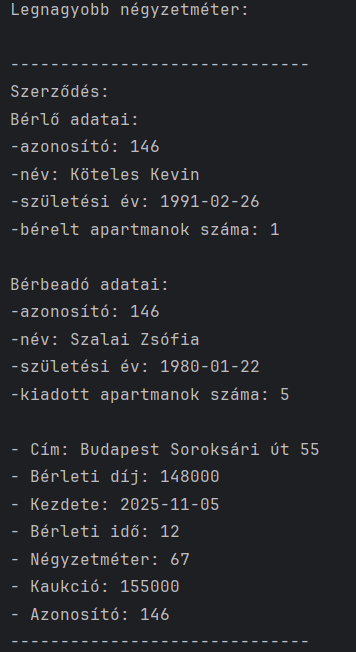 Legnagyobb négyzetméter:
------------------------------
Szerződés:
Bérlő adatai:
-azonosító: 146
-név: Köteles Kevin
-születési év: 1991-02-26
-bérelt apartmanok száma: 1
Bérbeadó adatai:
-azonosító: 146
-név: Szalai Zsófia
-születési év: 1980-01-22
-kiadott apartmanok száma: 5
- Cím: Budapest Soroksári út 55
- Bérleti díj: 148000
- Kezdete: 2025-11-05
- Bérleti idő: 12
- Négyzetméter: 67
- Kaukció: 155000
- Azonosító: 146
------------------------------